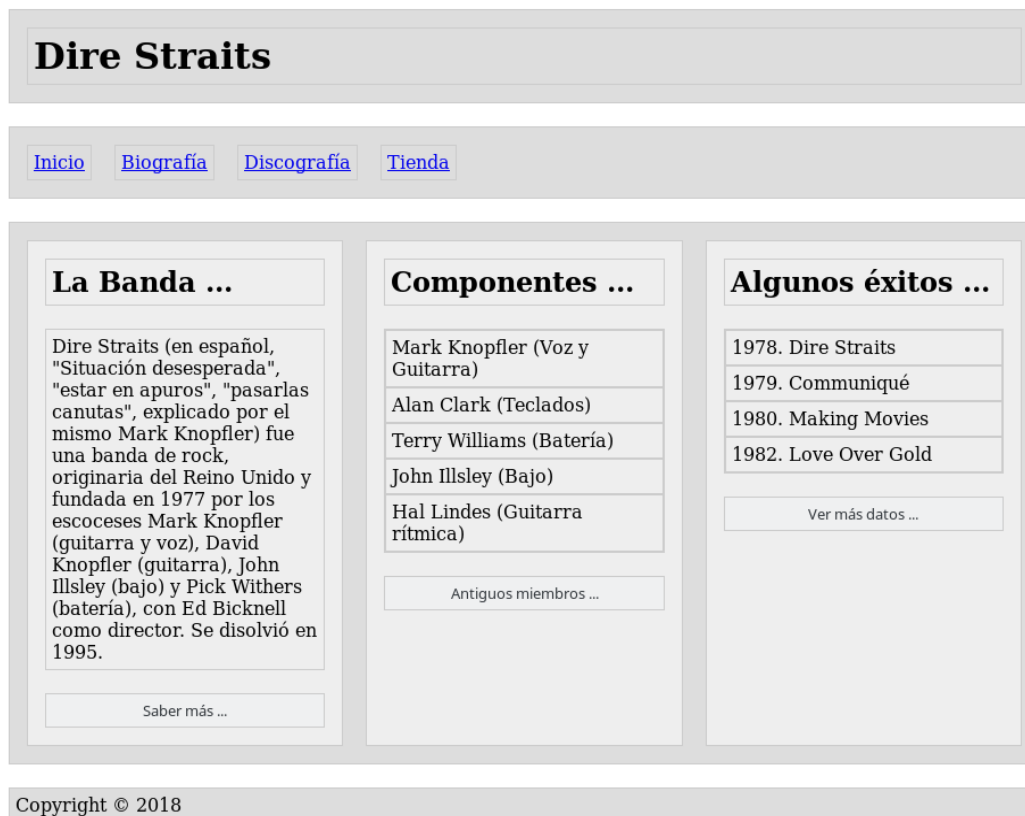 Dire Straits
Inicio Biografía Discografía Tienda
La Banda ...
Dire Straits (en español,
"Situación desesperada",
"estar en apuros", "pasarlas
canutas", explicado por el
mismo Mark Knopfler) fue
una banda de rock,
originaria del Reino Unido y
fundada en 1977 por los
escoceses Mark Knopfler
(guitarra y voz), David
Knopfler (guitarra), John
Illsley (bajo) y Pick Withers
(batería), con Ed Bicknell
como director. Se disolvió en
1995.
Saber más ...
Componentes ...
Mark Knopfler (Voz y
Guitarra)
Alan Clark (Teclados)
Terry Williams (Batería)
John Illsley (Bajo)
Hal Lindes (Guitarra
rítmica)
Antiguos miembros ...
Algunos éxitos ...
1978. Dire Straits
1979. Communiqué
1980. Making Movies
1982. Love Over Gold
Ver más datos ...
Copyright © 2018